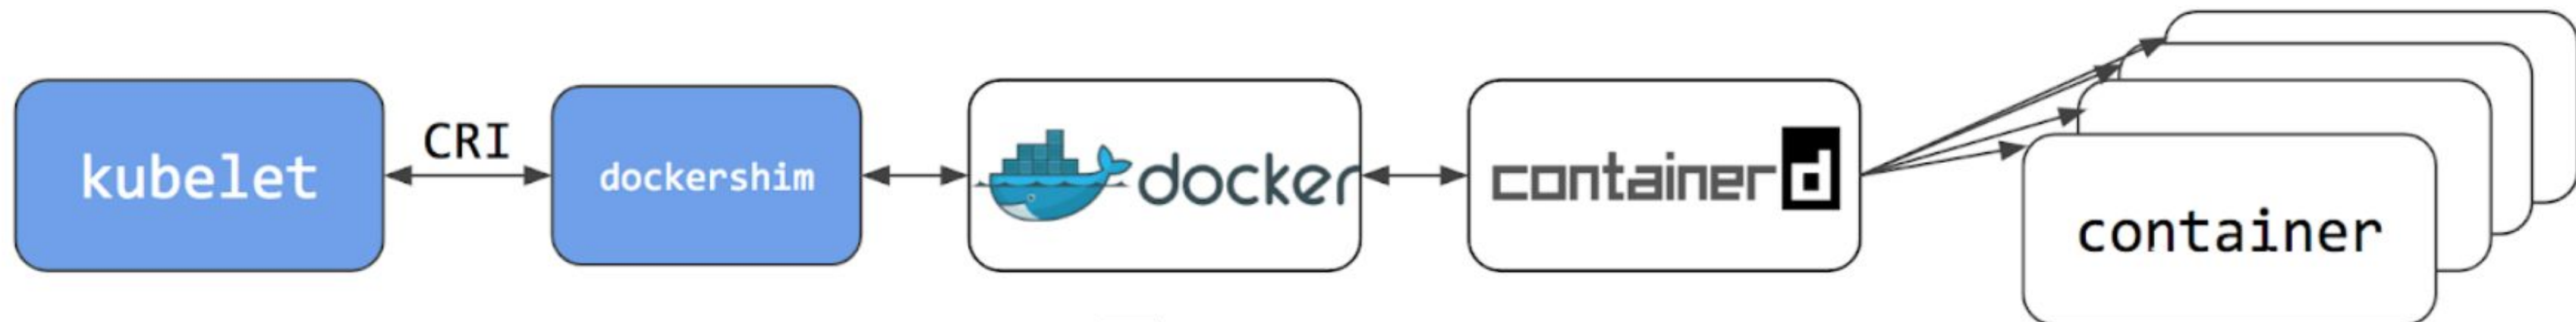 kubelet
CRI
dockershim
docker
containerd
container